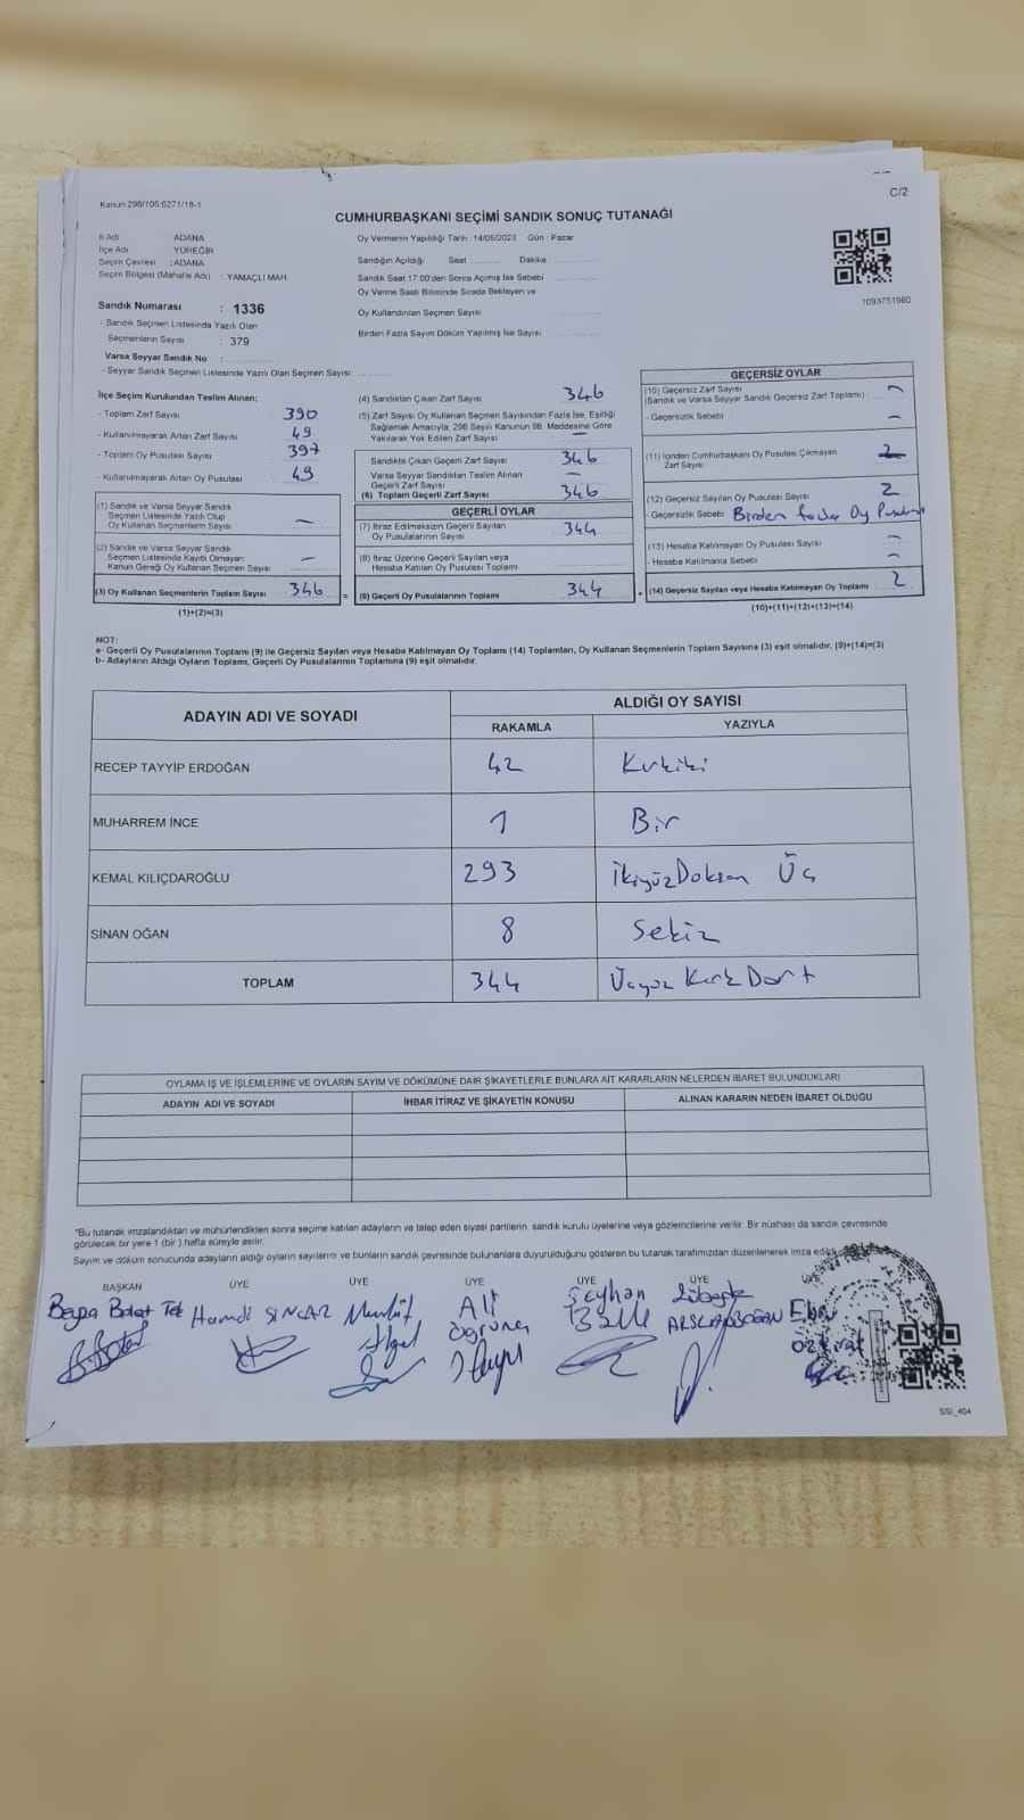 C/2
Kanun 298/105-6271/18-1
CUMHURBAŞKANI SEÇİMİ SANDIK SONUÇ TUTANAĞI
İl Adı ADANA
İlçe Adı YÜREĞİR
Seçim Çevresi : ADANA
Seçim Bölgesi (Mahalle Adı) : YAMAÇLI MAH.
Sandık Numarası : 1336
- Sandık Seçmen Listesinde Yazılı Olan
Seçmenlerin Sayısı : 379
Varsa Seyyar Sandık No :
- Seyyar Sandık Seçmen Listesinde Yazılı Olan Seçmen Sayısı:
Oy Vermenin Yapıldığı Tarih : 14/05/2023 Gün : Pazar
Sandığın Açıldığı Saat Dakika
Sandık Saat 17:00'den Sonra Açılmış İse Sebebi
Oy Verme Saati Bitiminde Sırada Bekleyen ve
Oy Kullandırılan Seçmen Sayısı
Birden Fazla Sayım Döküm Yapılmış İse Sayısı
1093751960
İlçe Seçim Kurulundan Teslim Alınan:
- Toplam Zarf Sayısı 390
- Kullanılmayarak Artan Zarf Sayısı 49
- Toplam Oy Pusulası Sayısı 397
- Kullanılmayarak Artan Oy Pusulası 49
(1) Sandık ve Varsa Seyyar Sandık
Seçmen Listesinde Yazılı Olup
Oy Kullanan Seçmenlerin Sayısı —
(2) Sandık ve Varsa Seyyar Sandık
Seçmen Listesinde Kayıtlı Olmayan
Kanun Gereği Oy Kullanan Seçmen Sayısı —
(3) Oy Kullanan Seçmenlerin Toplam Sayısı 346 =
(1)+(2)=(3)
(4) Sandıktan Çıkan Zarf Sayısı 346
(5) Zarf Sayısı Oy Kullanan Seçmen Sayısından Fazla İse, Eşitliği
Sağlamak Amacıyla, 298 Sayılı Kanunun 98. Maddesine Göre
Yakılarak Yok Edilen Zarf Sayısı —
Sandıkta Çıkan Geçerli Zarf Sayısı 346
Varsa Seyyar Sandıktan Teslim Alınan
Geçerli Zarf Sayısı —
(6) Toplam Geçerli Zarf Sayısı 346
GEÇERLİ OYLAR
(7) İtiraz Edilmeksizin Geçerli Sayılan
Oy Pusulalarının Sayısı 344
(8) İtiraz Üzerine Geçerli Sayılan veya
Hesaba Katılan Oy Pusulası Toplamı
(9) Geçerli Oy Pusulalarının Toplamı 344 +
GEÇERSİZ OYLAR
(10) Geçersiz Zarf Sayısı
(Sandık ve Varsa Seyyar Sandık Geçersiz Zarf Toplamı) —
- Geçersizlik Sebebi —
(11) İçinden Cumhurbaşkanı Oy Pusulası Çıkmayan
Zarf Sayısı
(12) Geçersiz Sayılan Oy Pusulası Sayısı 2
- Geçersizlik Sebebi Birden fazla Oy Pusulası
(13) Hesaba Katılmayan Oy Pusulası Sayısı —
- Hesaba Katılmama Sebebi —
(14) Geçersiz Sayılan veya Hesaba Katılmayan Oy Toplamı 2
(10)+(11)+(12)+(13)=(14)
NOT:
a- Geçerli Oy Pusulalarının Toplamı (9) ile Geçersiz Sayılan veya Hesaba Katılmayan Oy Toplamı (14) Toplamları, Oy Kullanan Seçmenlerin Toplam Sayısına (3) eşit olmalıdır. (9)+(14)=(3)
b- Adayların Aldığı Oyların Toplamı, Geçerli Oy Pusulalarının Toplamına (9) eşit olmalıdır.
ADAYIN ADI VE SOYADI ALDIĞI OY SAYISI
RAKAMLA YAZIYLA
RECEP TAYYİP ERDOĞAN 42 Kırkiki
MUHARREM İNCE 1 Bir
KEMAL KILIÇDAROĞLU 293 İkiyüzDoksan Üç
SİNAN OĞAN 8 Sekiz
TOPLAM 344 Üçyüz Kırk Dört
OYLAMA İŞ VE İŞLEMLERİNE VE OYLARIN SAYIM VE DÖKÜMÜNE DAİR ŞİKAYETLERLE BUNLARA AİT KARARLARIN NELERDEN İBARET BULUNDUKLARI
ADAYIN ADI VE SOYADI İHBAR İTİRAZ VE ŞİKAYETİN KONUSU ALINAN KARARIN NEDEN İBARET OLDUĞU
*Bu tutanak imzalandıktan ve mühürlendikten sonra seçime katılan adayların ve talep eden siyasi partilerin, sandık kurulu üyelerine veya gözlemcilerine verilir. Bir nüshası da sandık çevresinde
görülecek bir yere 1 (bir ) hafta süreyle asılır.
Sayım ve döküm sonucunda adayların aldığı oyların sayılarını ve bunların sandık çevresinde bulunanlara duyurulduğunu gösteren bu tutanak tarafımızdan düzenlenerek imza edildi.
BAŞKAN ÜYE ÜYE ÜYE ÜYE ÜYE
Beyza Bolat Tek Hamdi SINCAR Ali Seyhan
ARSLANDOĞAN Ebru
SSI_404